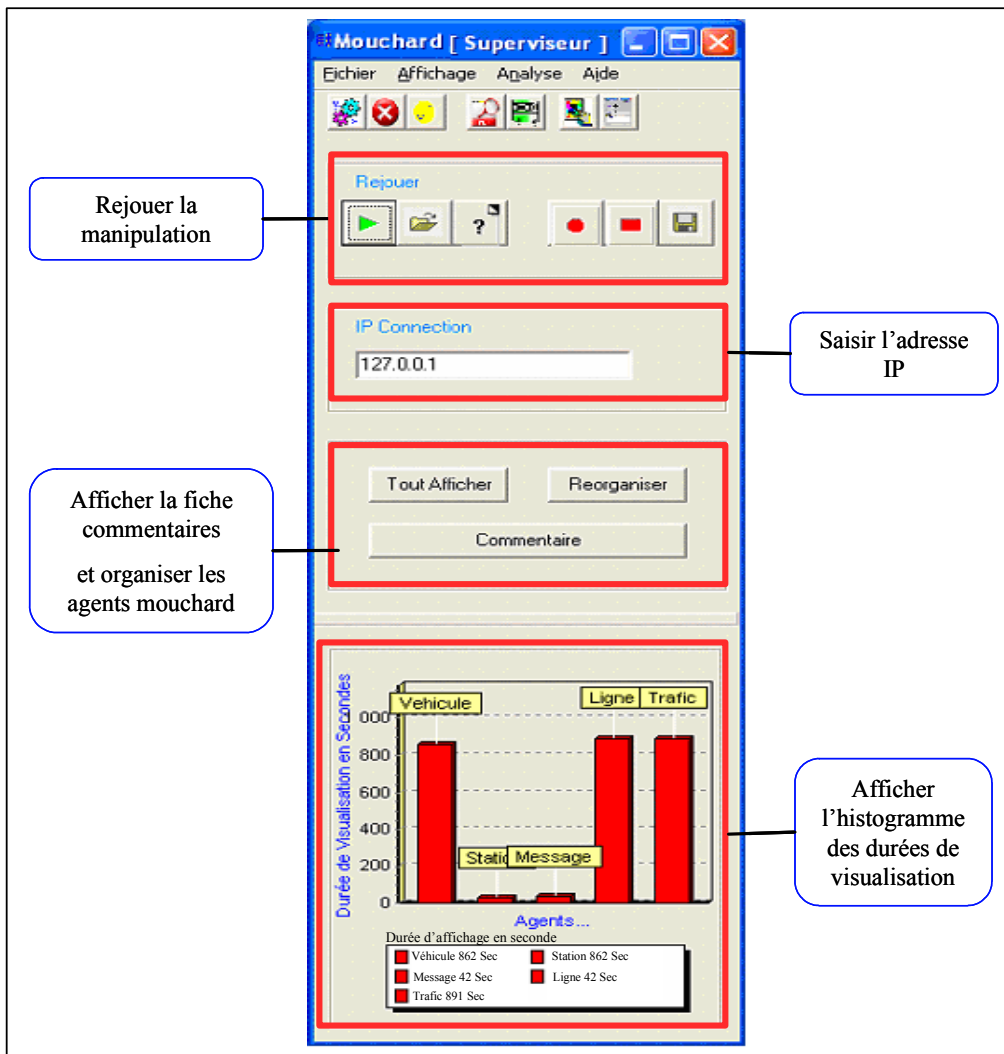 Mouchard [ Superviseur ]
Fichier Affichage Analyse Aide
Rejouer
?
Rejouer la
manipulation
IP Connection
127.0.0.1
Saisir l’adresse
IP
Tout Afficher Reorganiser
Commentaire
Afficher la fiche
commentaires
et organiser les
agents mouchard
Durée de Visualisation en Secondes
Vehicule
Ligne Trafic
000
800
600
400
200
0
Message
Agents...
Durée d’affichage en seconde
Véhicule 862 Sec Station 862 Sec
Message 42 Sec Ligne 42 Sec
Trafic 891 Sec
Afficher
l’histogramme
des durées de
visualisation